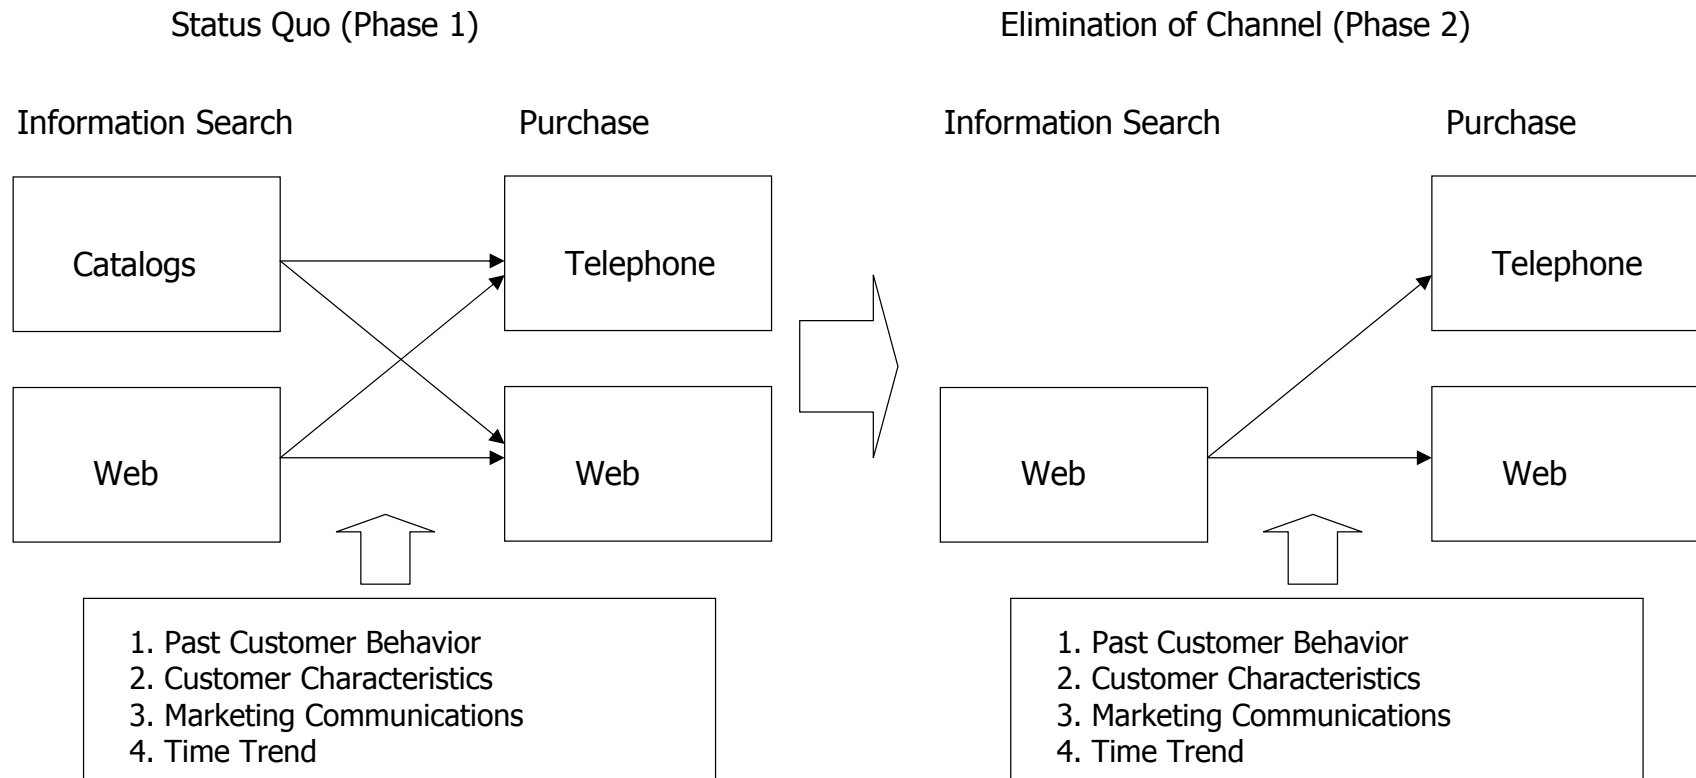 Status Quo (Phase 1)
Elimination of Channel (Phase 2)
Information Search
Purchase
Information Search
Purchase
Catalogs
Telephone
Telephone
Web
Web
Web
Web
1. Past Customer Behavior
2. Customer Characteristics
3. Marketing Communications
4. Time Trend
1. Past Customer Behavior
2. Customer Characteristics
3. Marketing Communications
4. Time Trend